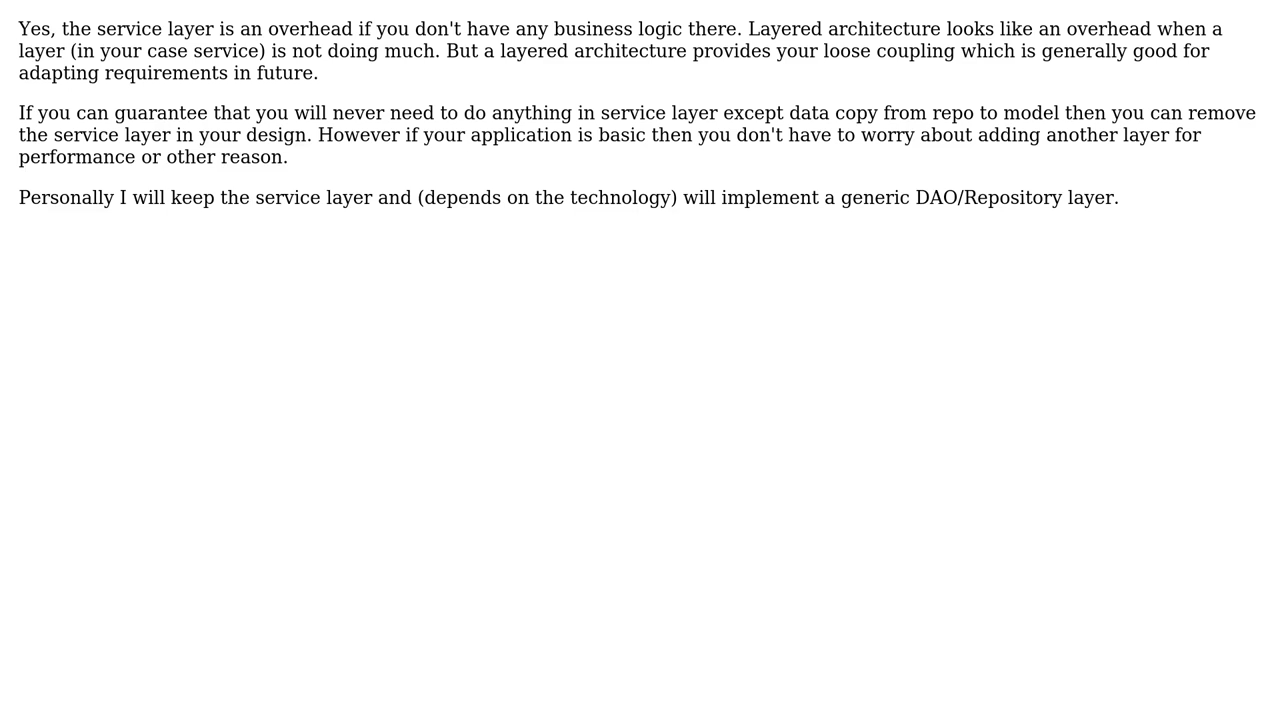 Yes, the service layer is an overhead if you don't have any business logic there. Layered architecture looks like an overhead when a
layer (in your case service) is not doing much. But a layered architecture provides your loose coupling which is generally good for
adapting requirements in future.
If you can guarantee that you will never need to do anything in service layer except data copy from repo to model then you can remove
the service layer in your design. However if your application is basic then you don't have to worry about adding another layer for
performance or other reason.
Personally I will keep the service layer and (depends on the technology) will implement a generic DAO/Repository layer.